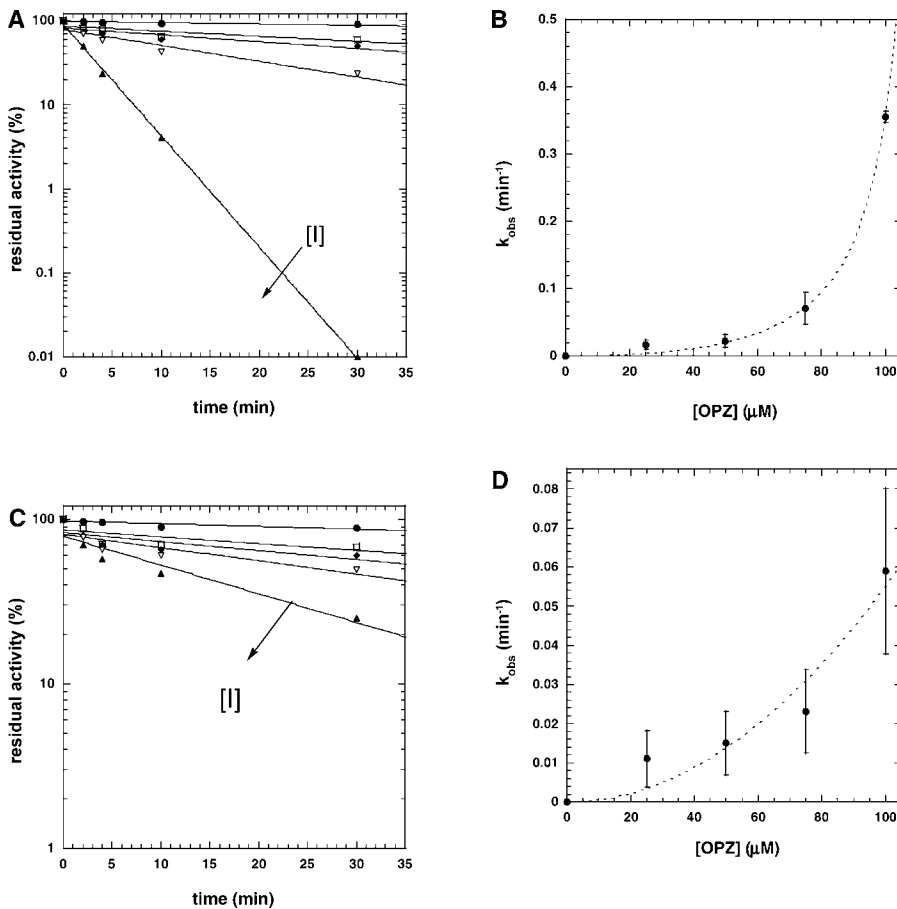 A
100
10
1
0.1
0.01
residual activity (%)
[I]
0 5 10 15 20 25 30 35
time (min)
B
0.5
0.4
0.3
0.2
0.1
0
kobs (min-1)
0 20 40 60 80 100
[OPZ] (μM)
C
100
10
1
residual activity (%)
[I]
0 5 10 15 20 25 30 35
time (min)
D
0.08
0.07
0.06
0.05
0.04
0.03
0.02
0.01
0
kobs (min-1)
0 20 40 60 80 100
[OPZ] (μM)